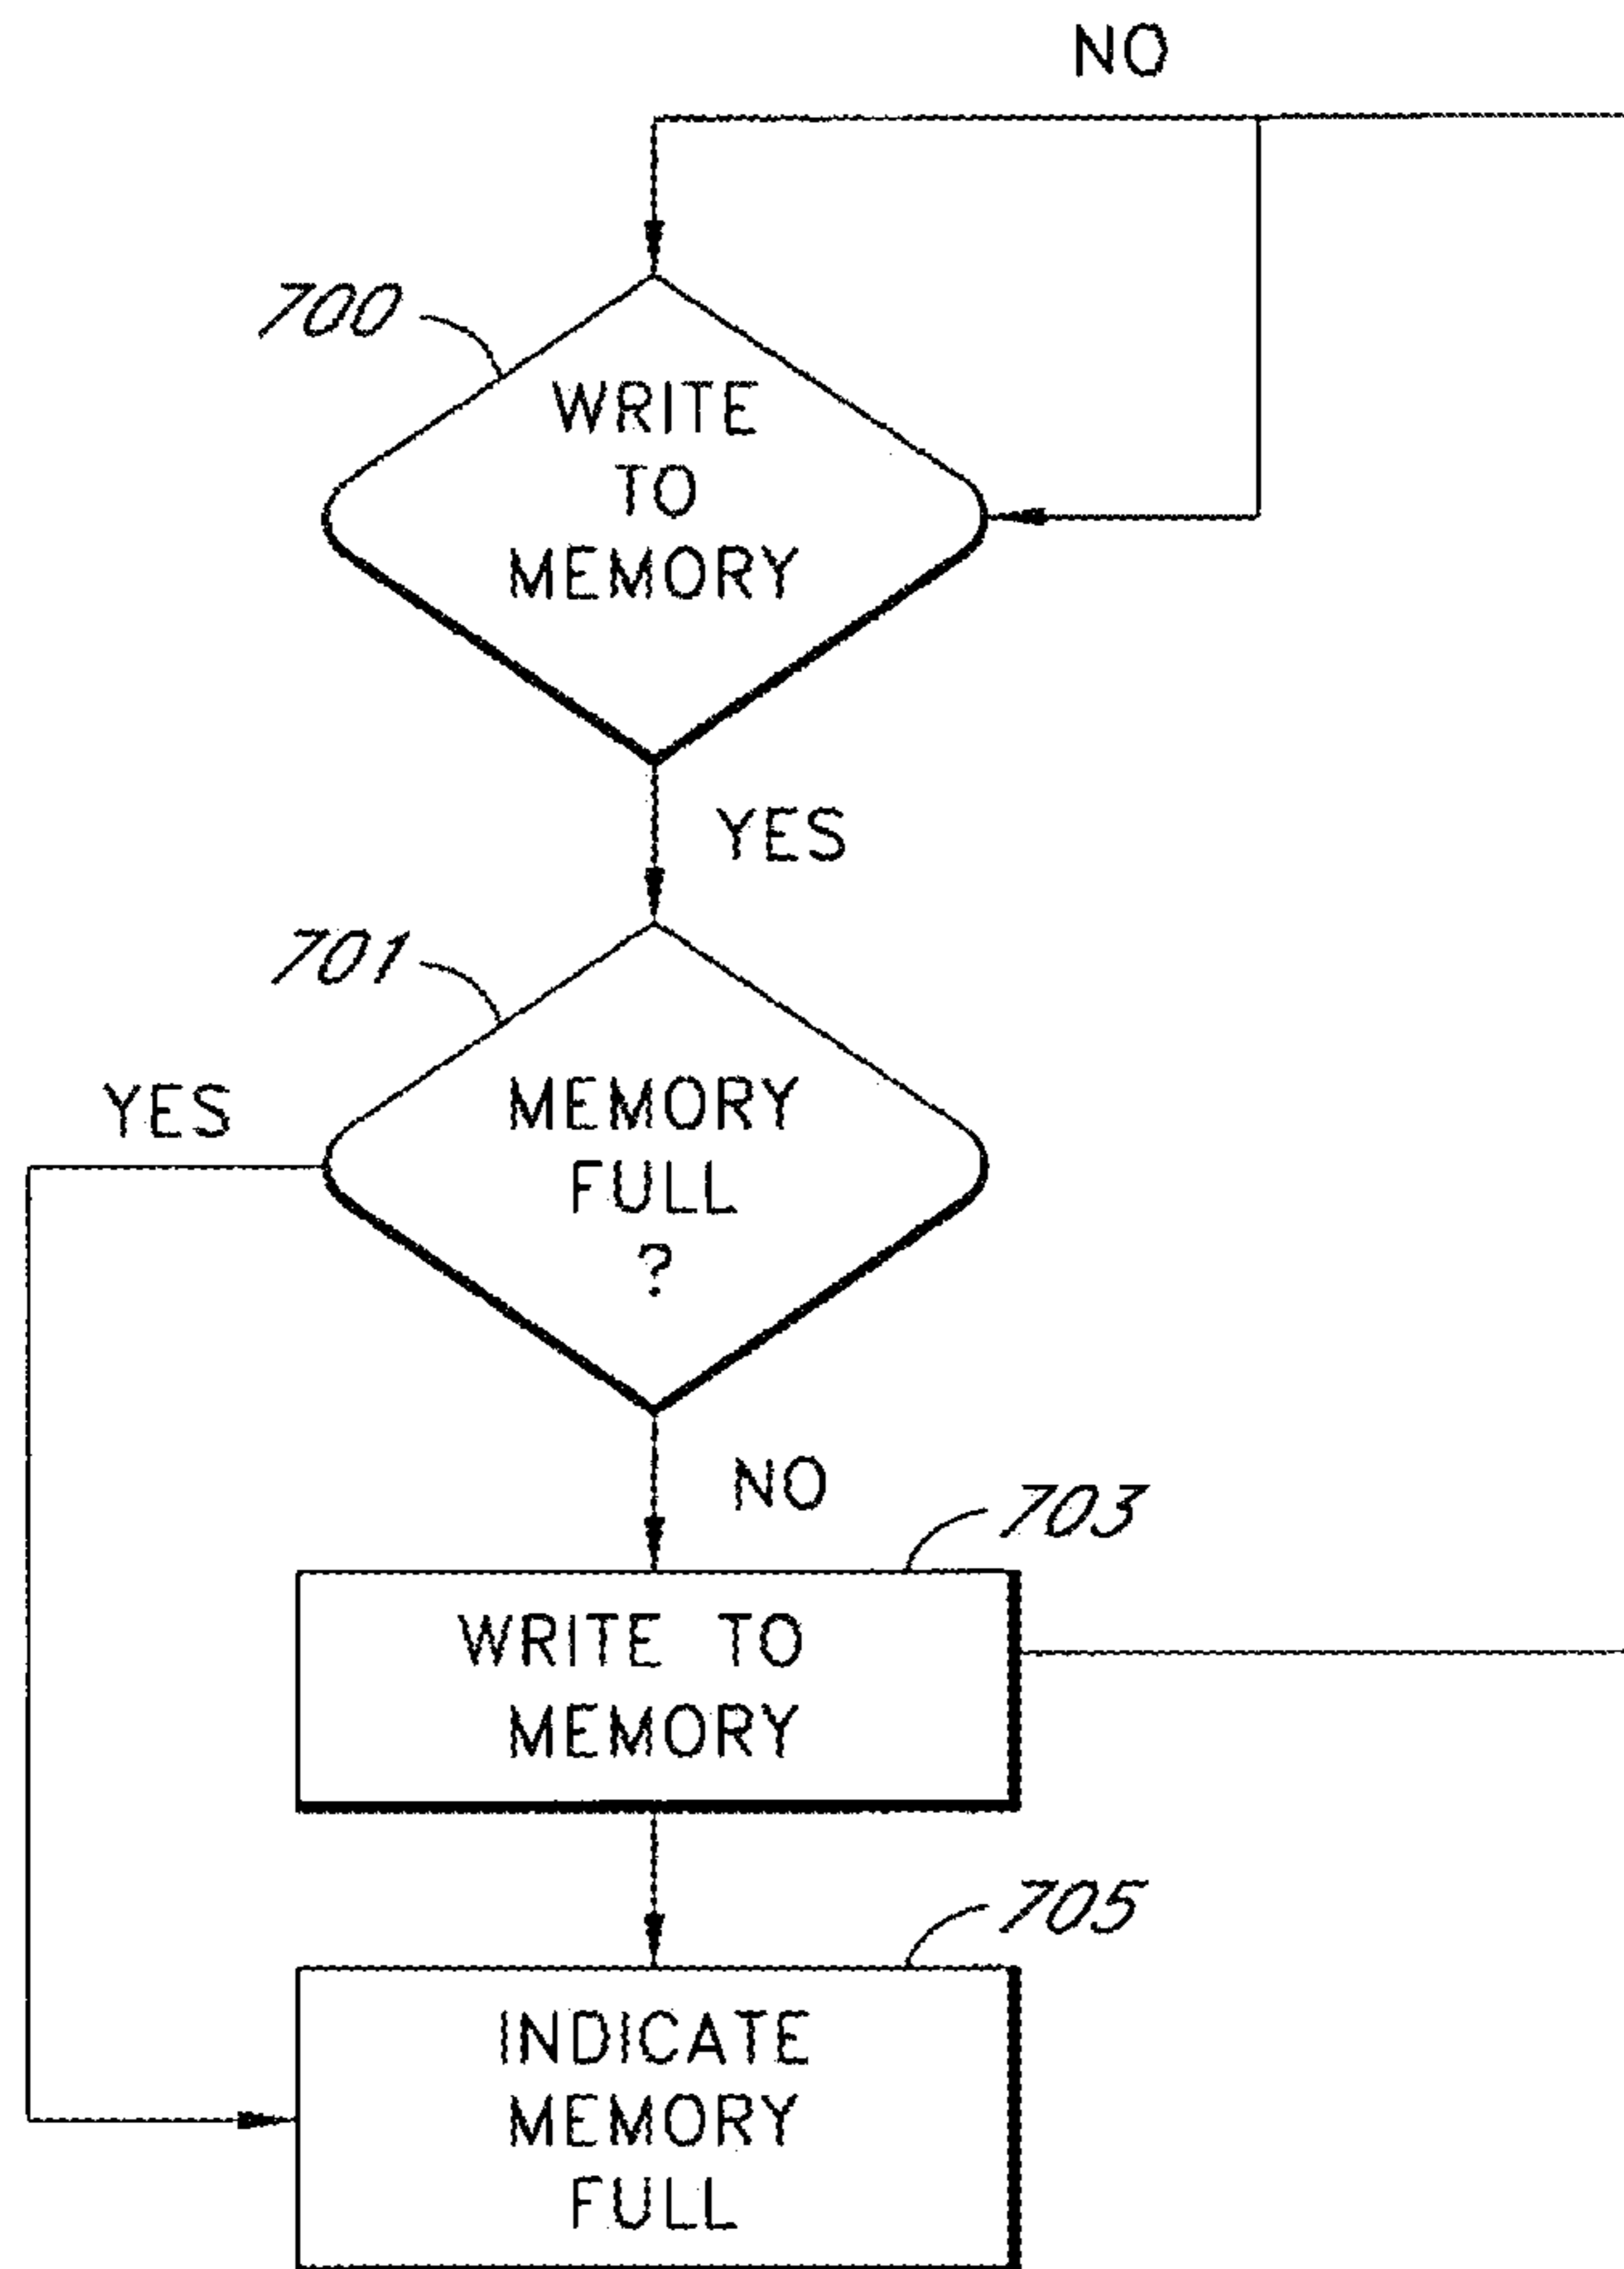 NO
700
WRITE
TO
MEMORY
YES
701
YES
MEMORY
FULL
?
NO
703
WRITE TO
MEMORY
705
INDICATE
MEMORY
FULL